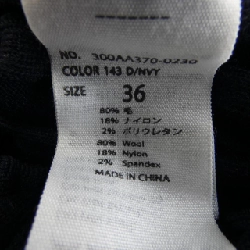 NO. 300AA370-0230
COLOR 143 D/NVY
SIZE 36
80% 毛
18% ナイロン
2% ポリウレタン
80% Wool
18% Nylon
2% Spandex
MADE IN CHINA